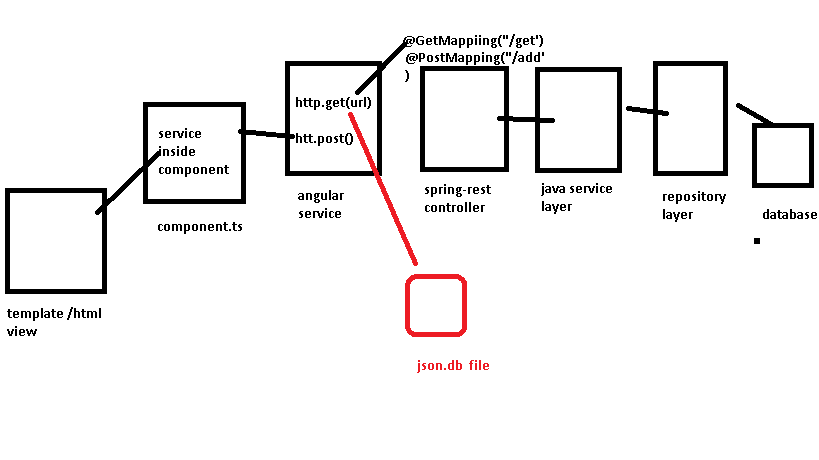 @GetMappiing("/get')
@PostMapping("/add'
)
http.get(url)
htt.post()
service
inside
component
template /html
view
component.ts
angular
service
spring-rest
controller
java service
layer
repository
layer
database
json.db file